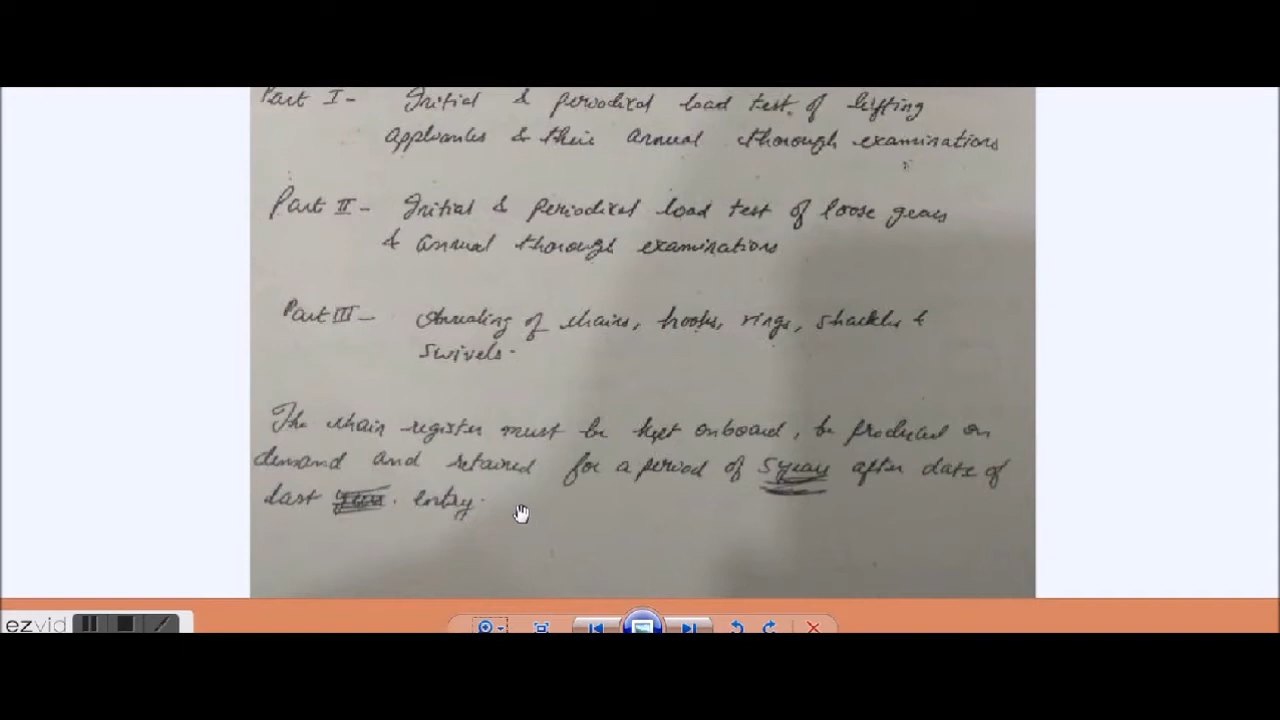 Part I - Initial & periodical load test. of lifting
appliances & their annual thorough examinations
Part II - Initial & periodical load test of loose gears
& annual thorough examinations
Part III - Annealing of chains, hooks, rings, shackles &
swivels.
The chain register must be kept onboard, be produced on
demand and retained for a period of 5 years after date of
last entry.
ezvid